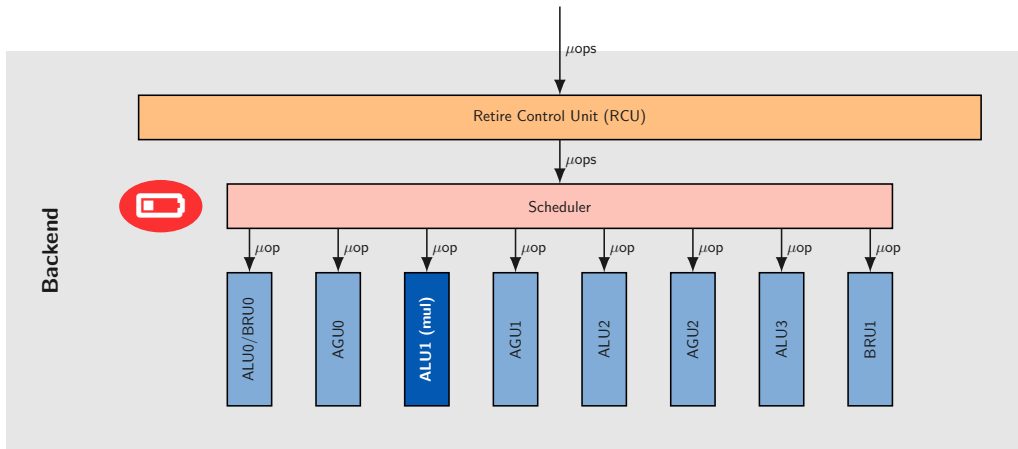 μops
Retire Control Unit (RCU)
μops
Scheduler
μop μop μop μop μop μop μop μop
Backend
ALU0/BRU0
AGU0
ALU1 (mul)
AGU1
ALU2
AGU2
ALU3
BRU1